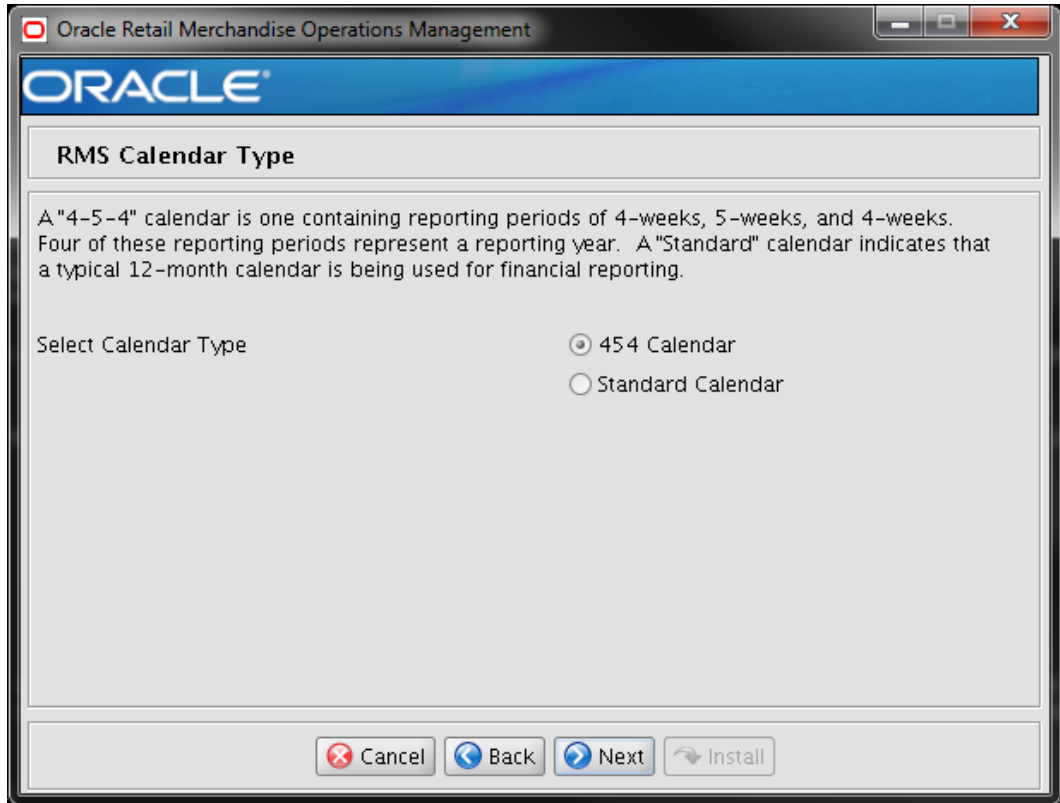 Oracle Retail Merchandise Operations Management
ORACLE®
RMS Calendar Type
A "4-5-4" calendar is one containing reporting periods of 4-weeks, 5-weeks, and 4-weeks.
Four of these reporting periods represent a reporting year. A "Standard" calendar indicates that
a typical 12-month calendar is being used for financial reporting.
Select Calendar Type
454 Calendar
Standard Calendar
Cancel Back Next Install